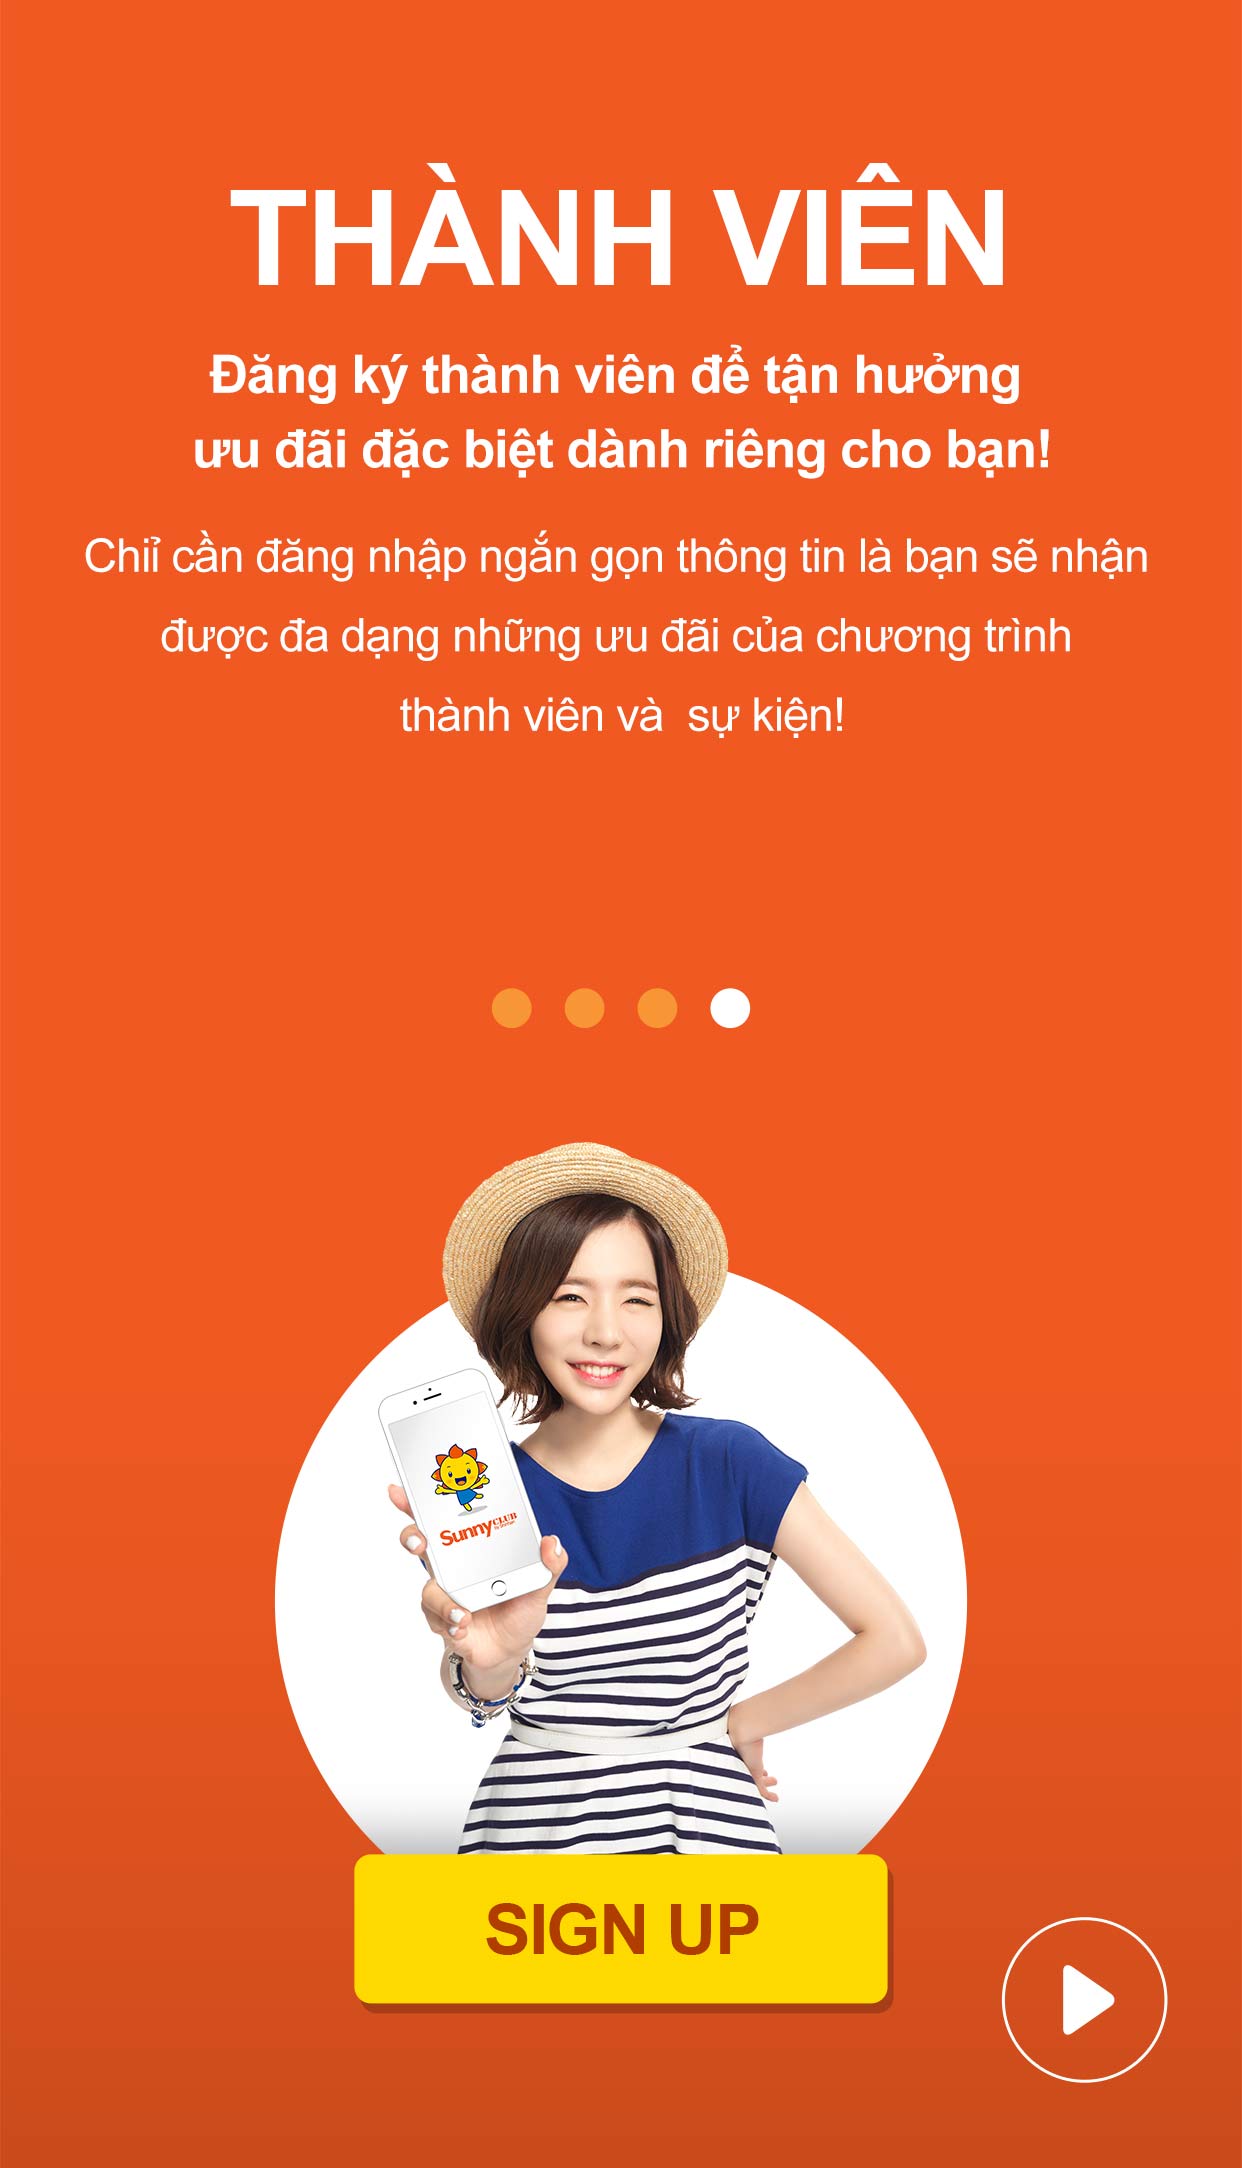 THÀNH VIÊN
Đăng ký thành viên để tận hưởng
ưu đãi đặc biệt dành riêng cho bạn!
Chiỉ cần đăng nhập ngắn gọn thông tin là bạn sẽ nhận
được đa dạng những ưu đãi của chương trình
thành viên và sự kiện!
Sunny CLUB
SIGN UP